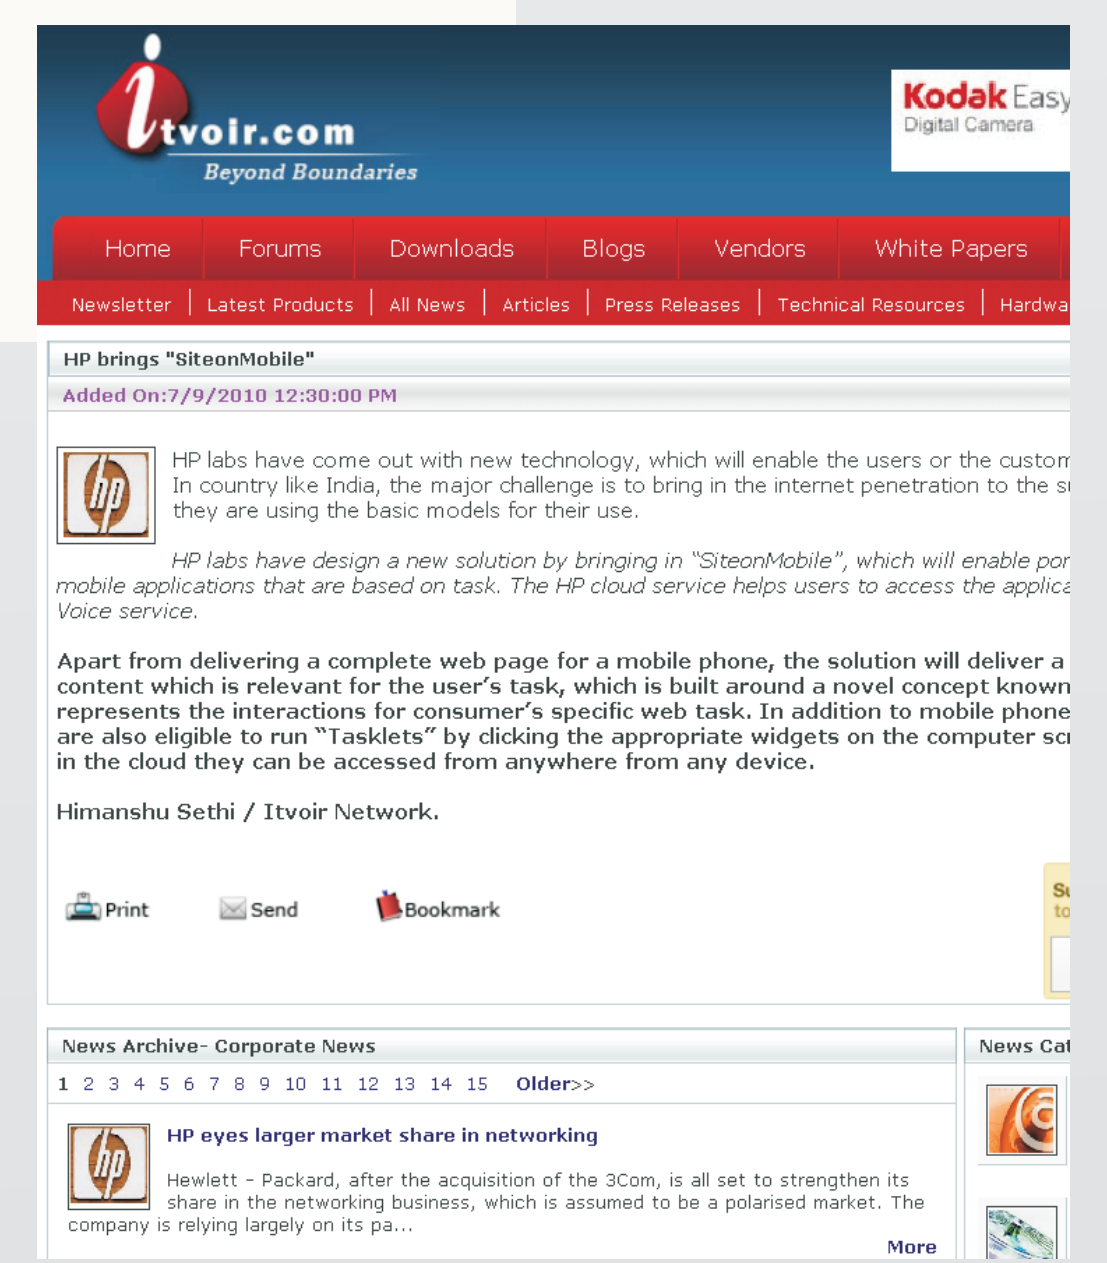 itvoir.com
Beyond Boundaries
Kodak Easy
Digital Camera
Home Forums Downloads Blogs Vendors White Papers
Newsletter | Latest Products | All News | Articles | Press Releases | Technical Resources |
HP brings "SiteonMobile"
Added On:7/9/2010 12:30:00 PM
hp
HP labs have come out with new technology, which will enable the users or the
In country like India, the major challenge is to bring in the internet penetration to the
they are using the basic models for their use.
HP labs have design a new solution by bringing in “SiteonMobile”, which will enable
mobile applications that are based on task. The HP cloud service helps users to access the
Voice service.
Apart from delivering a complete web page for a mobile phone, the solution will deliver a
content which is relevant for the user’s task, which is built around a novel concept known
represents the interactions for consumer’s specific web task. In addition to mobile phone
are also eligible to run “Tasklets” by clicking the appropriate widgets on the computer
in the cloud they can be accessed from anywhere from any device.
Himanshu Sethi / Itvoir Network.
Print Send Bookmark
to
News Archive- Corporate News
News
1 2 3 4 5 6 7 8 9 10 11 12 13 14 15 Older>>
hp
HP eyes larger market share in networking
Hewlett - Packard, after the acquisition of the 3Com, is all set to strengthen its
share in the networking business, which is assumed to be a polarised market. The
company is relying largely on its pa...
More